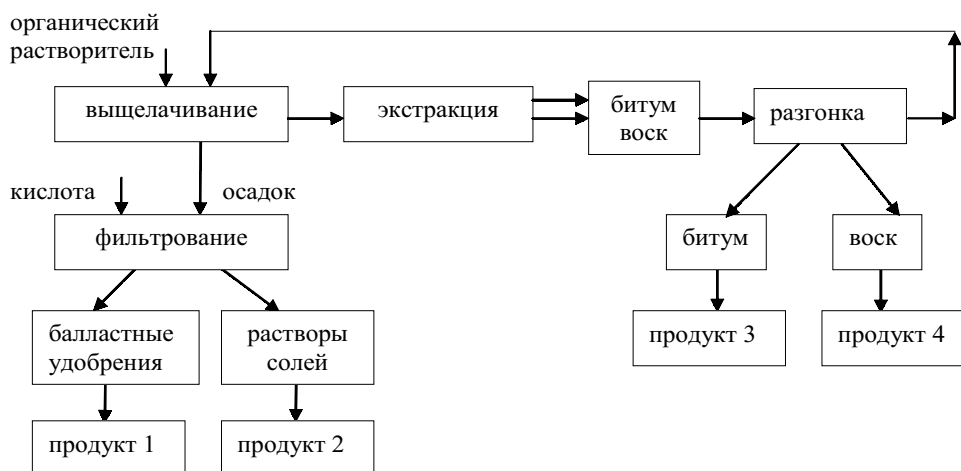 органический
растворитель
выщелачивание
экстракция
битум
воск
разгонка
кислота
осадок
фильтрование
битум
воск
балластные
удобрения
растворы
солей
продукт 3
продукт 4
продукт 1
продукт 2